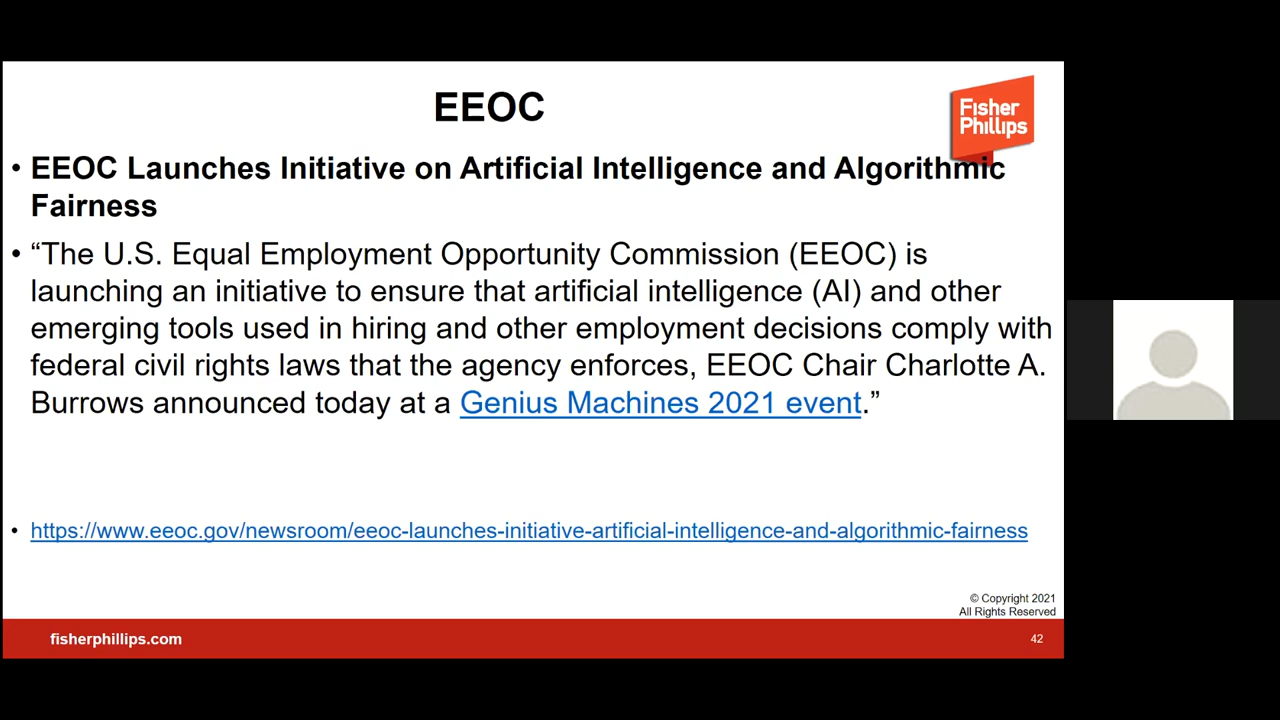 EEOC
Fisher
Phillips
• EEOC Launches Initiative on Artificial Intelligence and Algorithmic
Fairness
• “The U.S. Equal Employment Opportunity Commission (EEOC) is
launching an initiative to ensure that artificial intelligence (AI) and other
emerging tools used in hiring and other employment decisions comply with
federal civil rights laws that the agency enforces, EEOC Chair Charlotte A.
Burrows announced today at a Genius Machines 2021 event.”
• https://www.eeoc.gov/newsroom/eeoc-launches-initiative-artificial-intelligence-and-algorithmic-fairness
© Copyright 2021
All Rights Reserved
fisherphillips.com
42